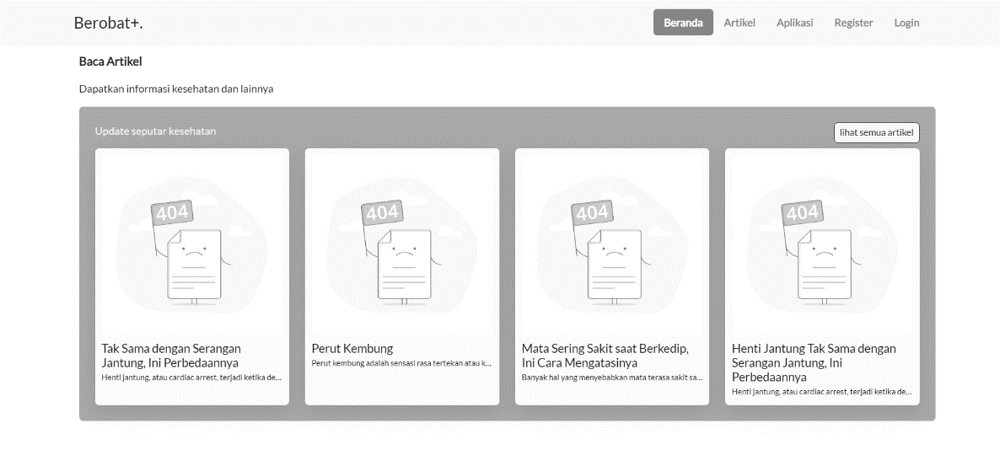 Berobat+.
Beranda
Artikel
Aplikasi
Register
Login
Baca Artikel
Dapatkan informasi kesehatan dan lainnya
Update seputar kesehatan
lihat semua artikel
404
404
404
404
Tak Sama dengan Serangan
Jantung, Ini Perbedaannya
Henti jantung, atau cardiac arrest, terjadi ketika de...
Perut Kembung
Perut kembung adalah sensasi rasa tertekan atau k...
Mata Sering Sakit saat Berkedip,
Ini Cara Mengatasinya
Banyak hal yang menyebabkan mata terasa sakit sa...
Henti Jantung Tak Sama dengan
Serangan Jantung, Ini
Perbedaannya
Henti jantung, atau cardiac arrest, terjadi ketika de...